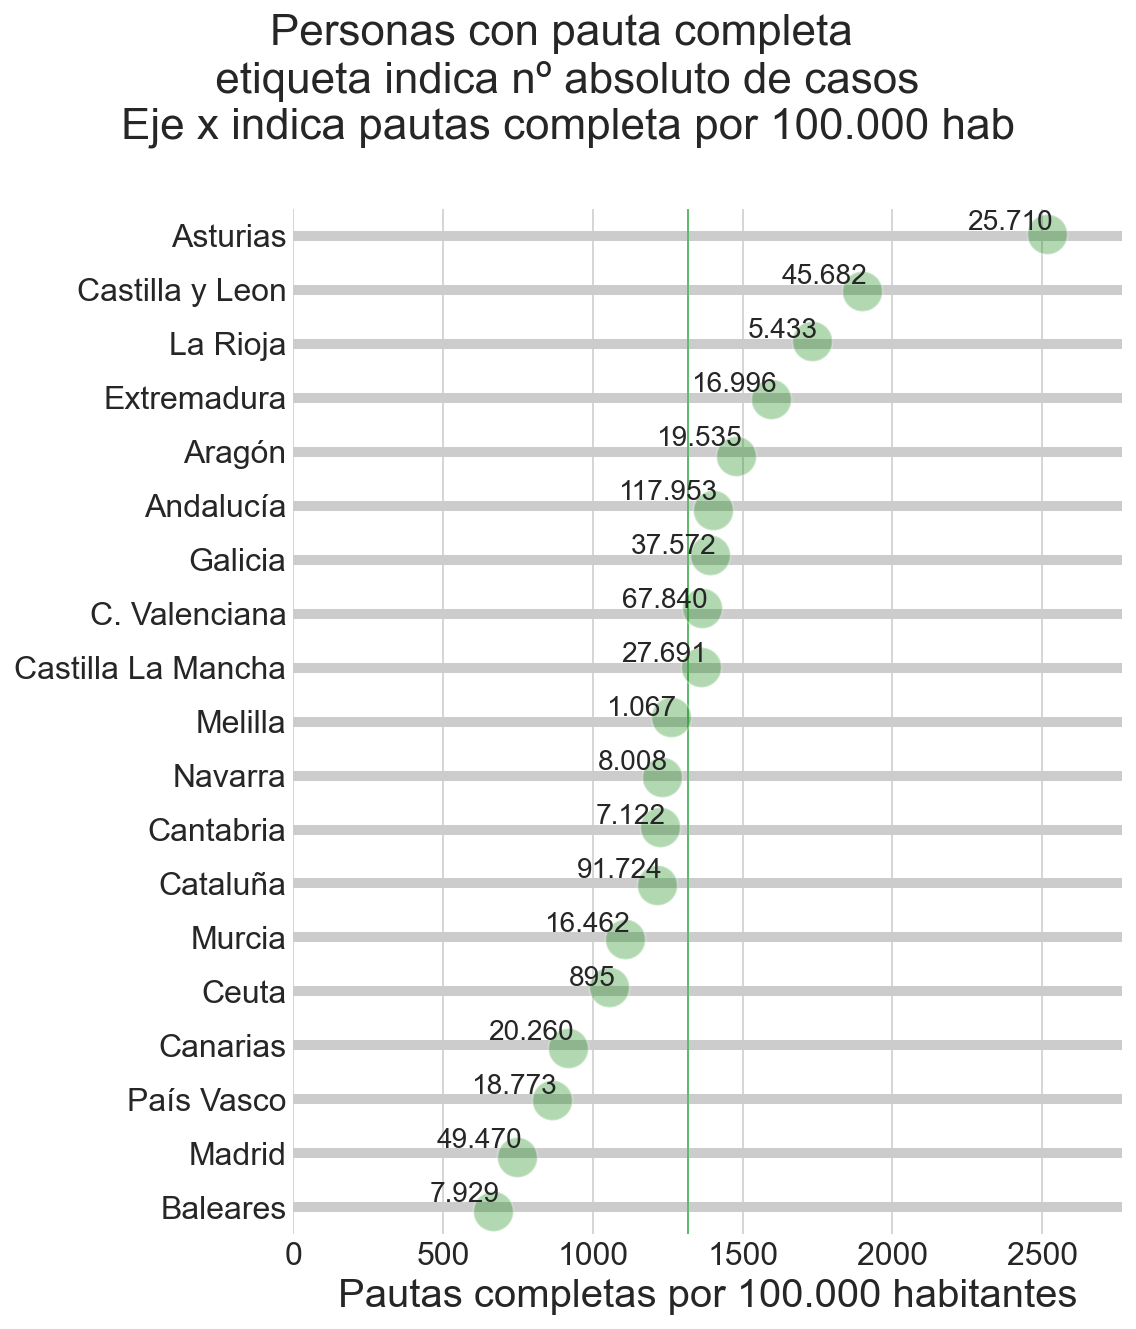 Personas con pauta completa
etiqueta indica nº absoluto de casos
Eje x indica pautas completa por 100.000 hab
Asturias 25.710
Castilla y Leon 45.682
La Rioja 5.433
Extremadura 16.996
Aragón 19.535
Andalucía 117.953
Galicia 37.572
C. Valenciana 67.840
Castilla La Mancha 27.691
Melilla 1.067
Navarra 8.008
Cantabria 7.122
Cataluña 91.724
Murcia 16.462
Ceuta 895
Canarias 20.260
País Vasco 18.773
Madrid 49.470
Baleares 7.929
0 500 1000 1500 2000 2500
Pautas completas por 100.000 habitantes